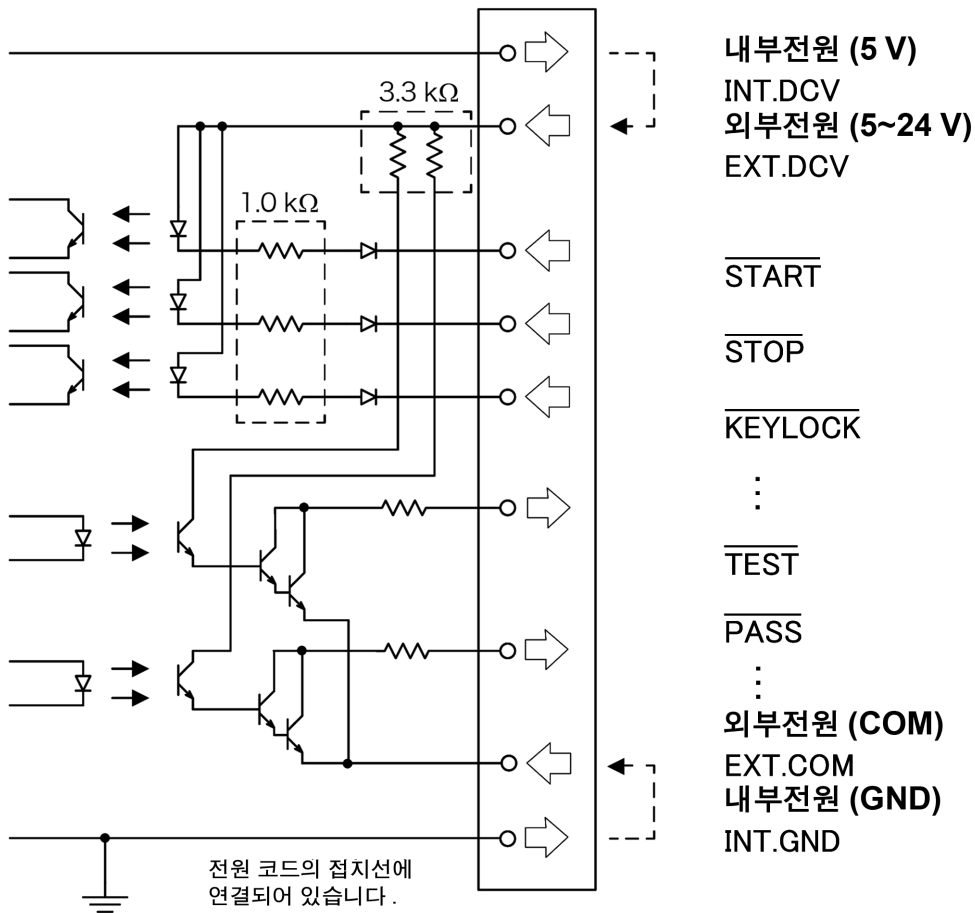 내부전원 (5 V)
INT.DCV
3.3 kΩ
외부전원 (5~24 V)
EXT.DCV
1.0 kΩ
START
STOP
KEYLOCK
⋮
TEST
PASS
⋮
외부전원 (COM)
EXT.COM
내부전원 (GND)
INT.GND
전원 코드의 접지선에
연결되어 있습니다.